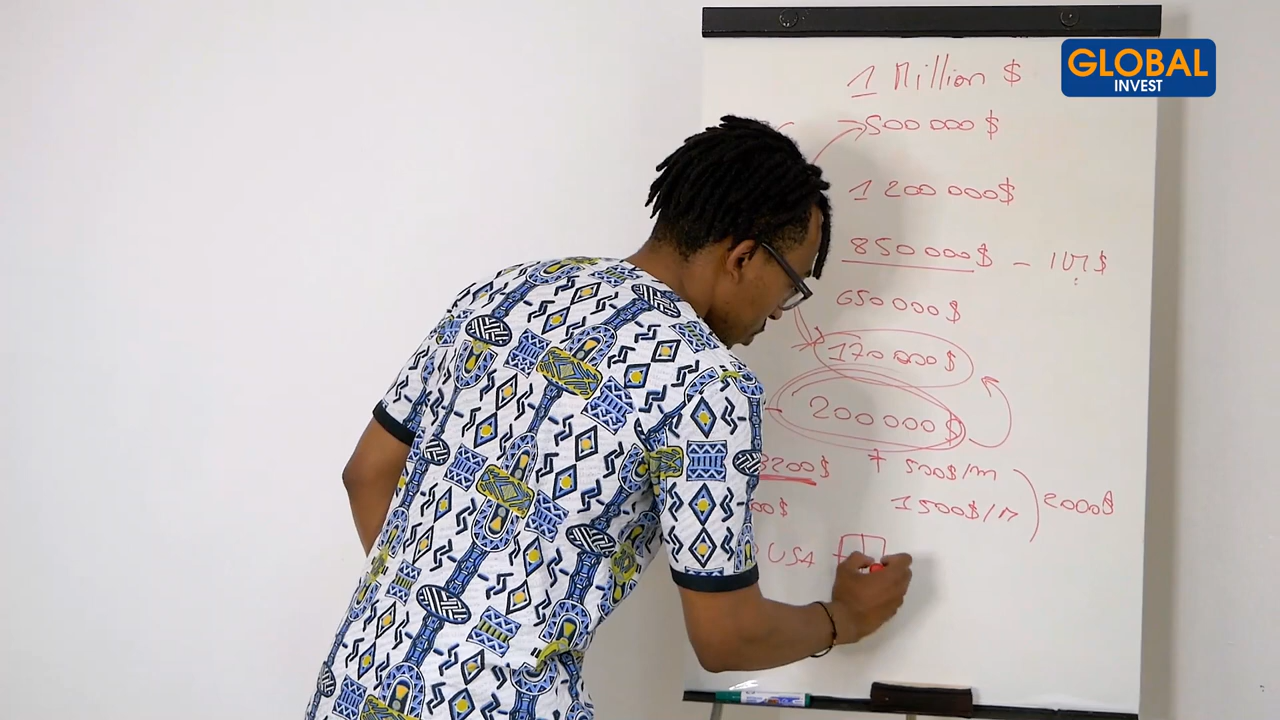 GLOBAL
INVEST
1 Million $
500 000 $
1 200 000 $
850 000 $ -
650 000 $
170 000 $
200 000 $
3200 $ + 500$/m
00 $ 1500$/m 2000$
USA